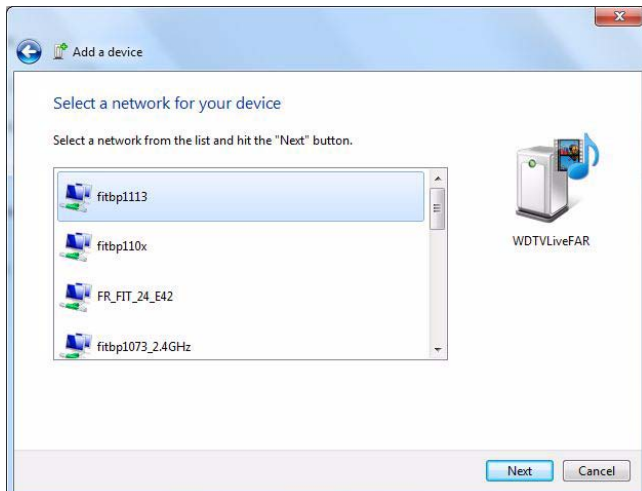 Add a device
Select a network for your device
Select a network from the list and hit the "Next" button.
fitbp1113
fitbp110x
FR_FIT_24_E42
fitbp1073_2.4GHz
WDTVLiveFAR
Next
Cancel